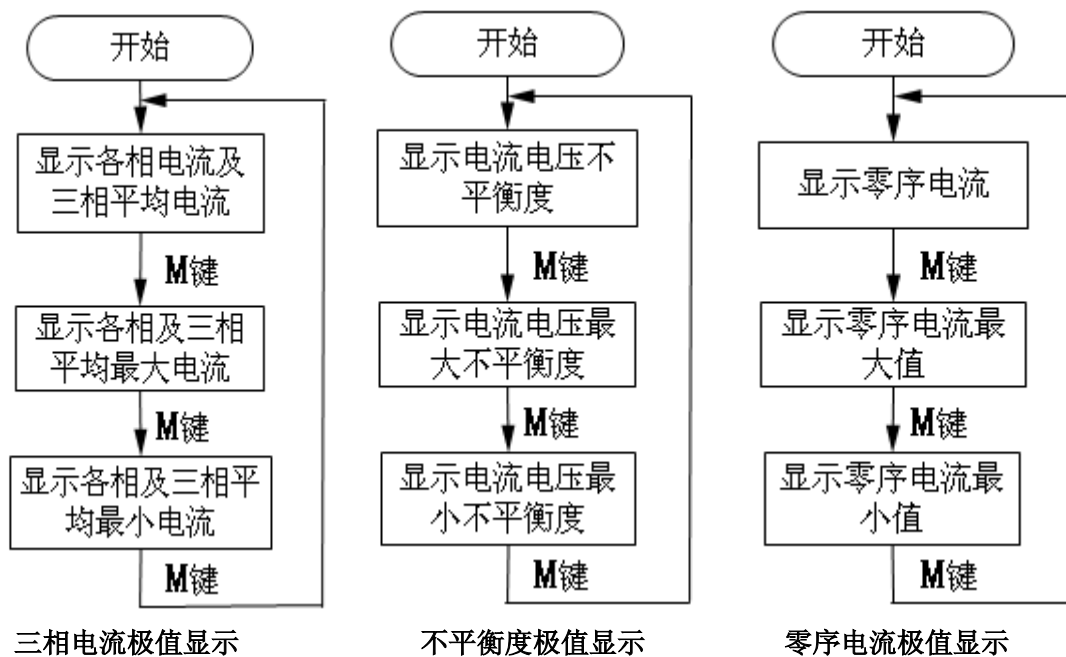 开始
显示各相电流及
三相平均电流
M键
显示各相及三相
平均最大电流
M键
显示各相及三相平
均最小电流
M键
三相电流极值显示
开始
显示电流电压不
平衡度
M键
显示电流电压最
大不平衡度
M键
显示电流电压最
小不平衡度
M键
不平衡度极值显示
开始
显示零序电流
M键
显示零序电流最
大值
M键
显示零序电流最
小值
M键
零序电流极值显示